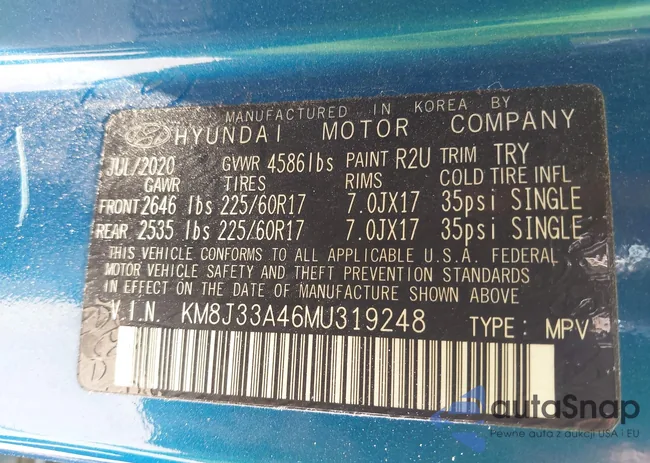 MANUFACTURED IN KOREA BY
HYUNDAI MOTOR COMPANY
JUL/2020 GVWR 4586lbs PAINT R2U TRIM TRY
GAWR TIRES RIMS COLD TIRE INFL
FRONT 2646 lbs 225/60R17 7.0JX17 35psi SINGLE
REAR 2535 lbs 225/60R17 7.0JX17 35psi SINGLE
THIS VEHICLE CONFORMS TO ALL APPLICABLE U.S.A. FEDERAL
MOTOR VEHICLE SAFETY AND THEFT PREVENTION STANDARDS
IN EFFECT ON THE DATE OF MANUFACTURE SHOWN ABOVE
V.I.N. KM8J33A46MU319248 TYPE: MPV
autoSnap
Pewne auta z aukcji USA i EU